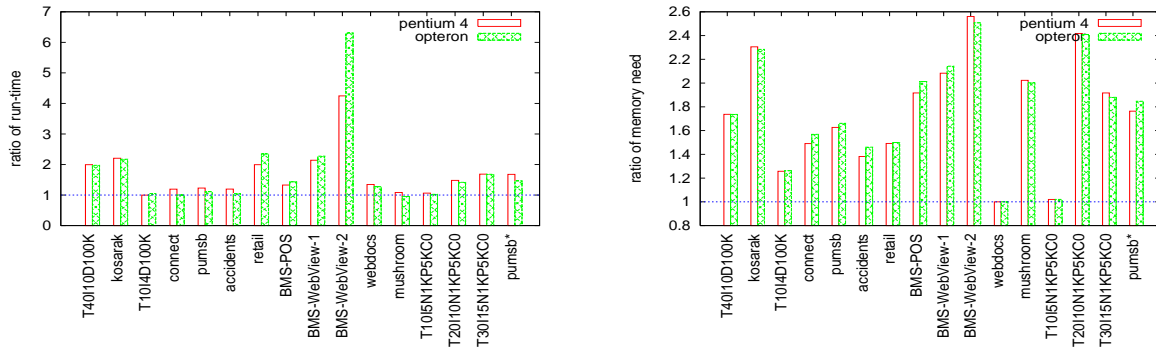 7
6
5
4
3
2
1
0
ratio of run-time
pentium 4
opteron
T40I10D100K
kosarak
T10I4D100K
connect
pumsb
accidents
retail
BMS-POS
BMS-WebView-1
BMS-WebView-2
webdocs
mushroom
T10I5N1KP5KC0
T20I10N1KP5KC0
T30I15N1KP5KC0
pumsb*
2.6
2.4
2.2
2
1.8
1.6
1.4
1.2
1
0.8
ratio of memory need
pentium 4
opteron
T40I10D100K
kosarak
T10I4D100K
connect
pumsb
accidents
retail
BMS-POS
BMS-WebView-1
BMS-WebView-2
webdocs
mushroom
T10I5N1KP5KC0
T20I10N1KP5KC0
T30I15N1KP5KC0
pumsb*